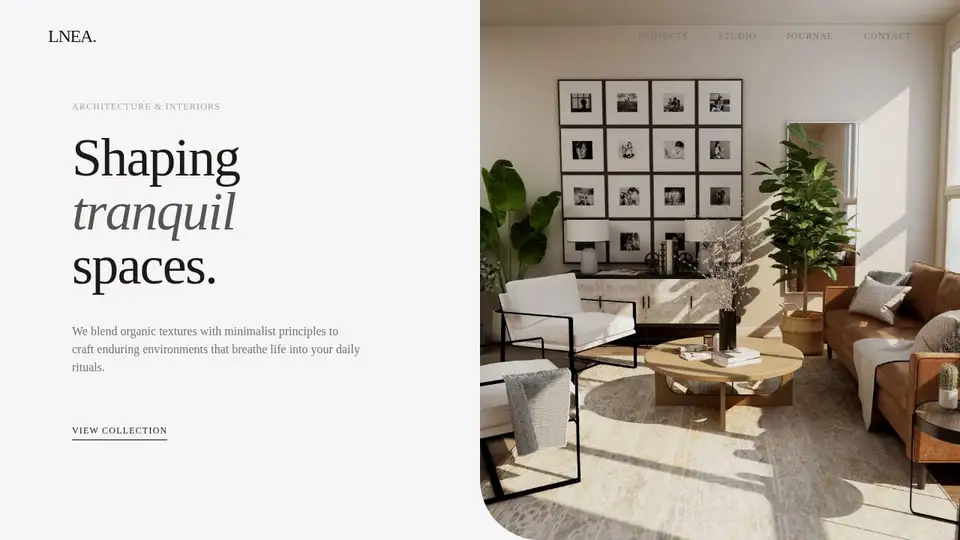 LNEA.
PROJECTS STUDIO JOURNAL CONTACT
ARCHITECTURE & INTERIORS
Shaping
tranquil
spaces.
We blend organic textures with minimalist principles to
craft enduring environments that breathe life into your daily
rituals.
VIEW COLLECTION